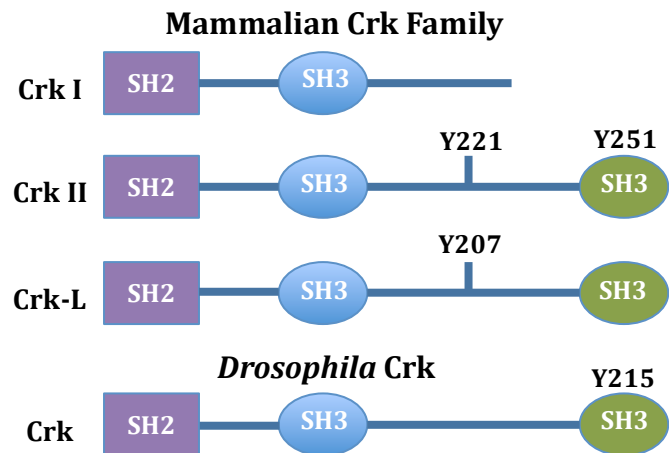 Mammalian Crk Family
Crk I SH2 SH3
Y221 Y251
Crk II SH2 SH3 SH3
Y207
Crk-L SH2 SH3 SH3
Drosophila Crk
Y215
Crk SH2 SH3 SH3